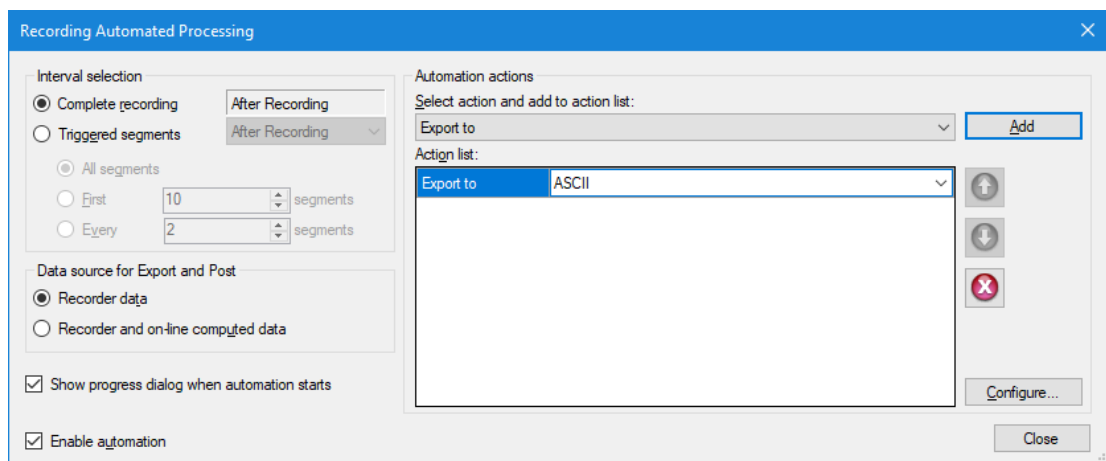 Recording Automated Processing
Interval selection
Complete recording After Recording
Triggered segments After Recording
All segments
First 10 segments
Every 2 segments
Data source for Export and Post
Recorder data
Recorder and on-line computed data
Show progress dialog when automation starts
Enable automation
Automation actions
Select action and add to action list:
Export to Add
Action list:
Export to ASCII
Configure...
Close